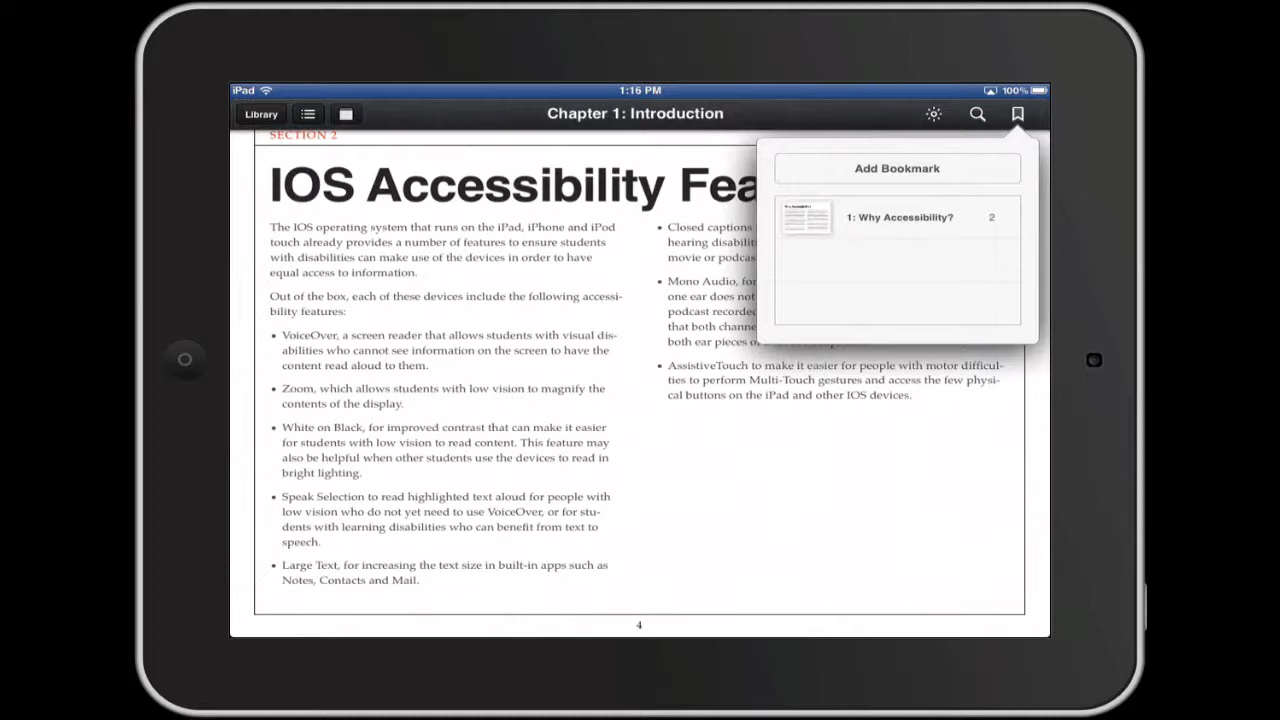 iPad 1:16 PM 100%
Library Chapter 1: Introduction
SECTION 2
IOS Accessibility Fea
The IOS operating system that runs on the iPad, iPhone and iPod
touch already provides a number of features to ensure students
with disabilities can make use of the devices in order to have
equal access to information.
Out of the box, each of these devices include the following accessi-
bility features:
• VoiceOver, a screen reader that allows students with visual dis-
abilities who cannot see information on the screen to have the
content read aloud to them.
• Zoom, which allows students with low vision to magnify the
contents of the display.
• White on Black, for improved contrast that can make it easier
for students with low vision to read content. This feature may
also be helpful when other students use the devices to read in
bright lighting.
• Speak Selection to read highlighted text aloud for people with
low vision who do not yet need to use VoiceOver, or for stu-
dents with learning disabilities who can benefit from text to
speech.
• Large Text, for increasing the text size in built-in apps such as
Notes, Contacts and Mail.
• Closed captions
hearing disabilit
movie or podcas
• Mono Audio, for
one ear does not
podcast recorded
that both channe
both ear pieces o
• AssistiveTouch to make it easier for people with motor difficul-
ties to perform Multi-Touch gestures and access the few physi-
cal buttons on the iPad and other IOS devices.
Add Bookmark
1: Why Accessibility? 2
4